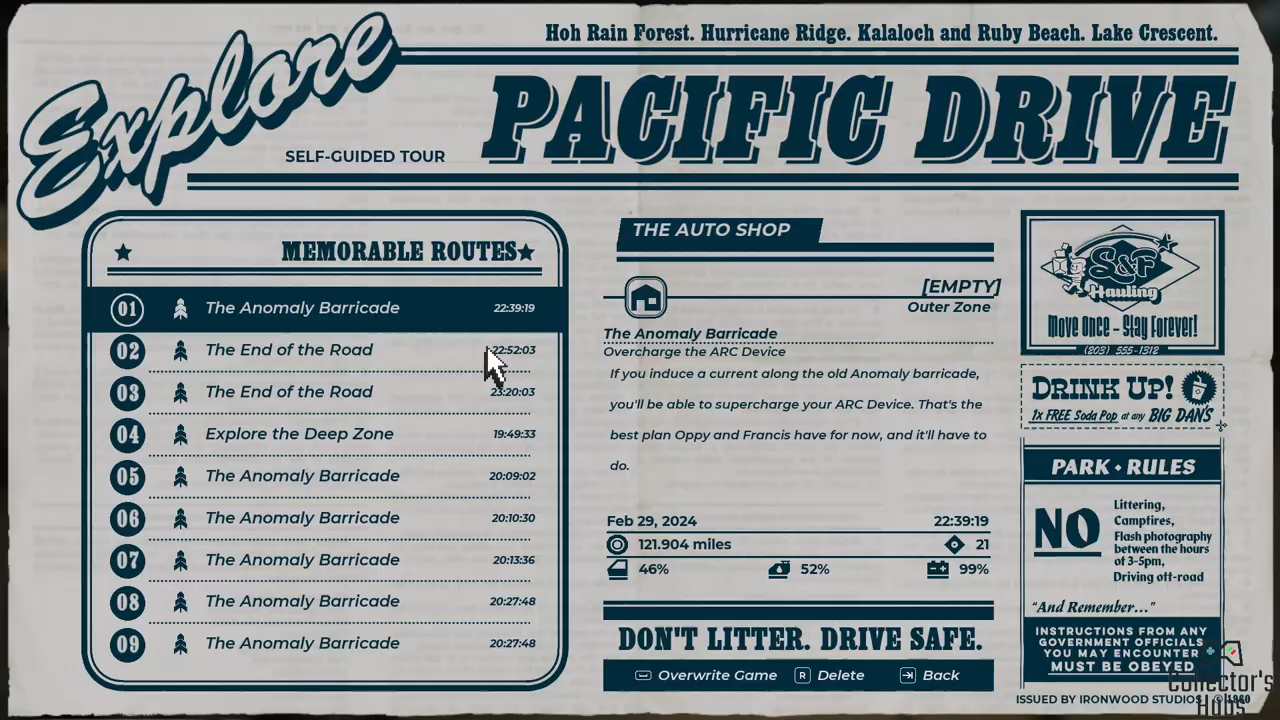 Hoh Rain Forest. Hurricane Ridge. Kalaloch and Ruby Beach. Lake Crescent.
Explore
PACIFIC DRIVE
SELF-GUIDED TOUR
MEMORABLE ROUTES
01 The Anomaly Barricade 22:39:19
02 The End of the Road 22:52:03
03 The End of the Road 23:20:03
04 Explore the Deep Zone 19:49:33
05 The Anomaly Barricade 20:09:02
06 The Anomaly Barricade 20:10:30
07 The Anomaly Barricade 20:13:36
08 The Anomaly Barricade 20:27:48
09 The Anomaly Barricade 20:27:48
THE AUTO SHOP
[EMPTY]
Outer Zone
The Anomaly Barricade
Overcharge the ARC Device
If you induce a current along the old Anomaly barricade,
you'll be able to supercharge your ARC Device. That's the
best plan Oppy and Francis have for now, and it'll have to
do.
Feb 29, 2024 22:39:19
121.904 miles 21
46% 52% 99%
DON'T LITTER. DRIVE SAFE.
Overwrite Game R Delete Back
S&F
Hauling
Move Once - Stay Forever!
(203) 555-1312
DRINK UP!
1x FREE Soda Pop at any BIG DAN'S
PARK • RULES
NO
Littering,
Campfires,
Flash photography
between the hours
of 3-5pm,
Driving off-road
"And Remember..."
INSTRUCTIONS FROM ANY
GOVERNMENT OFFICIALS
YOU MAY ENCOUNTER
MUST BE OBEYED
ISSUED BY IRONWOOD STUDIOS
Collector's
Hubs